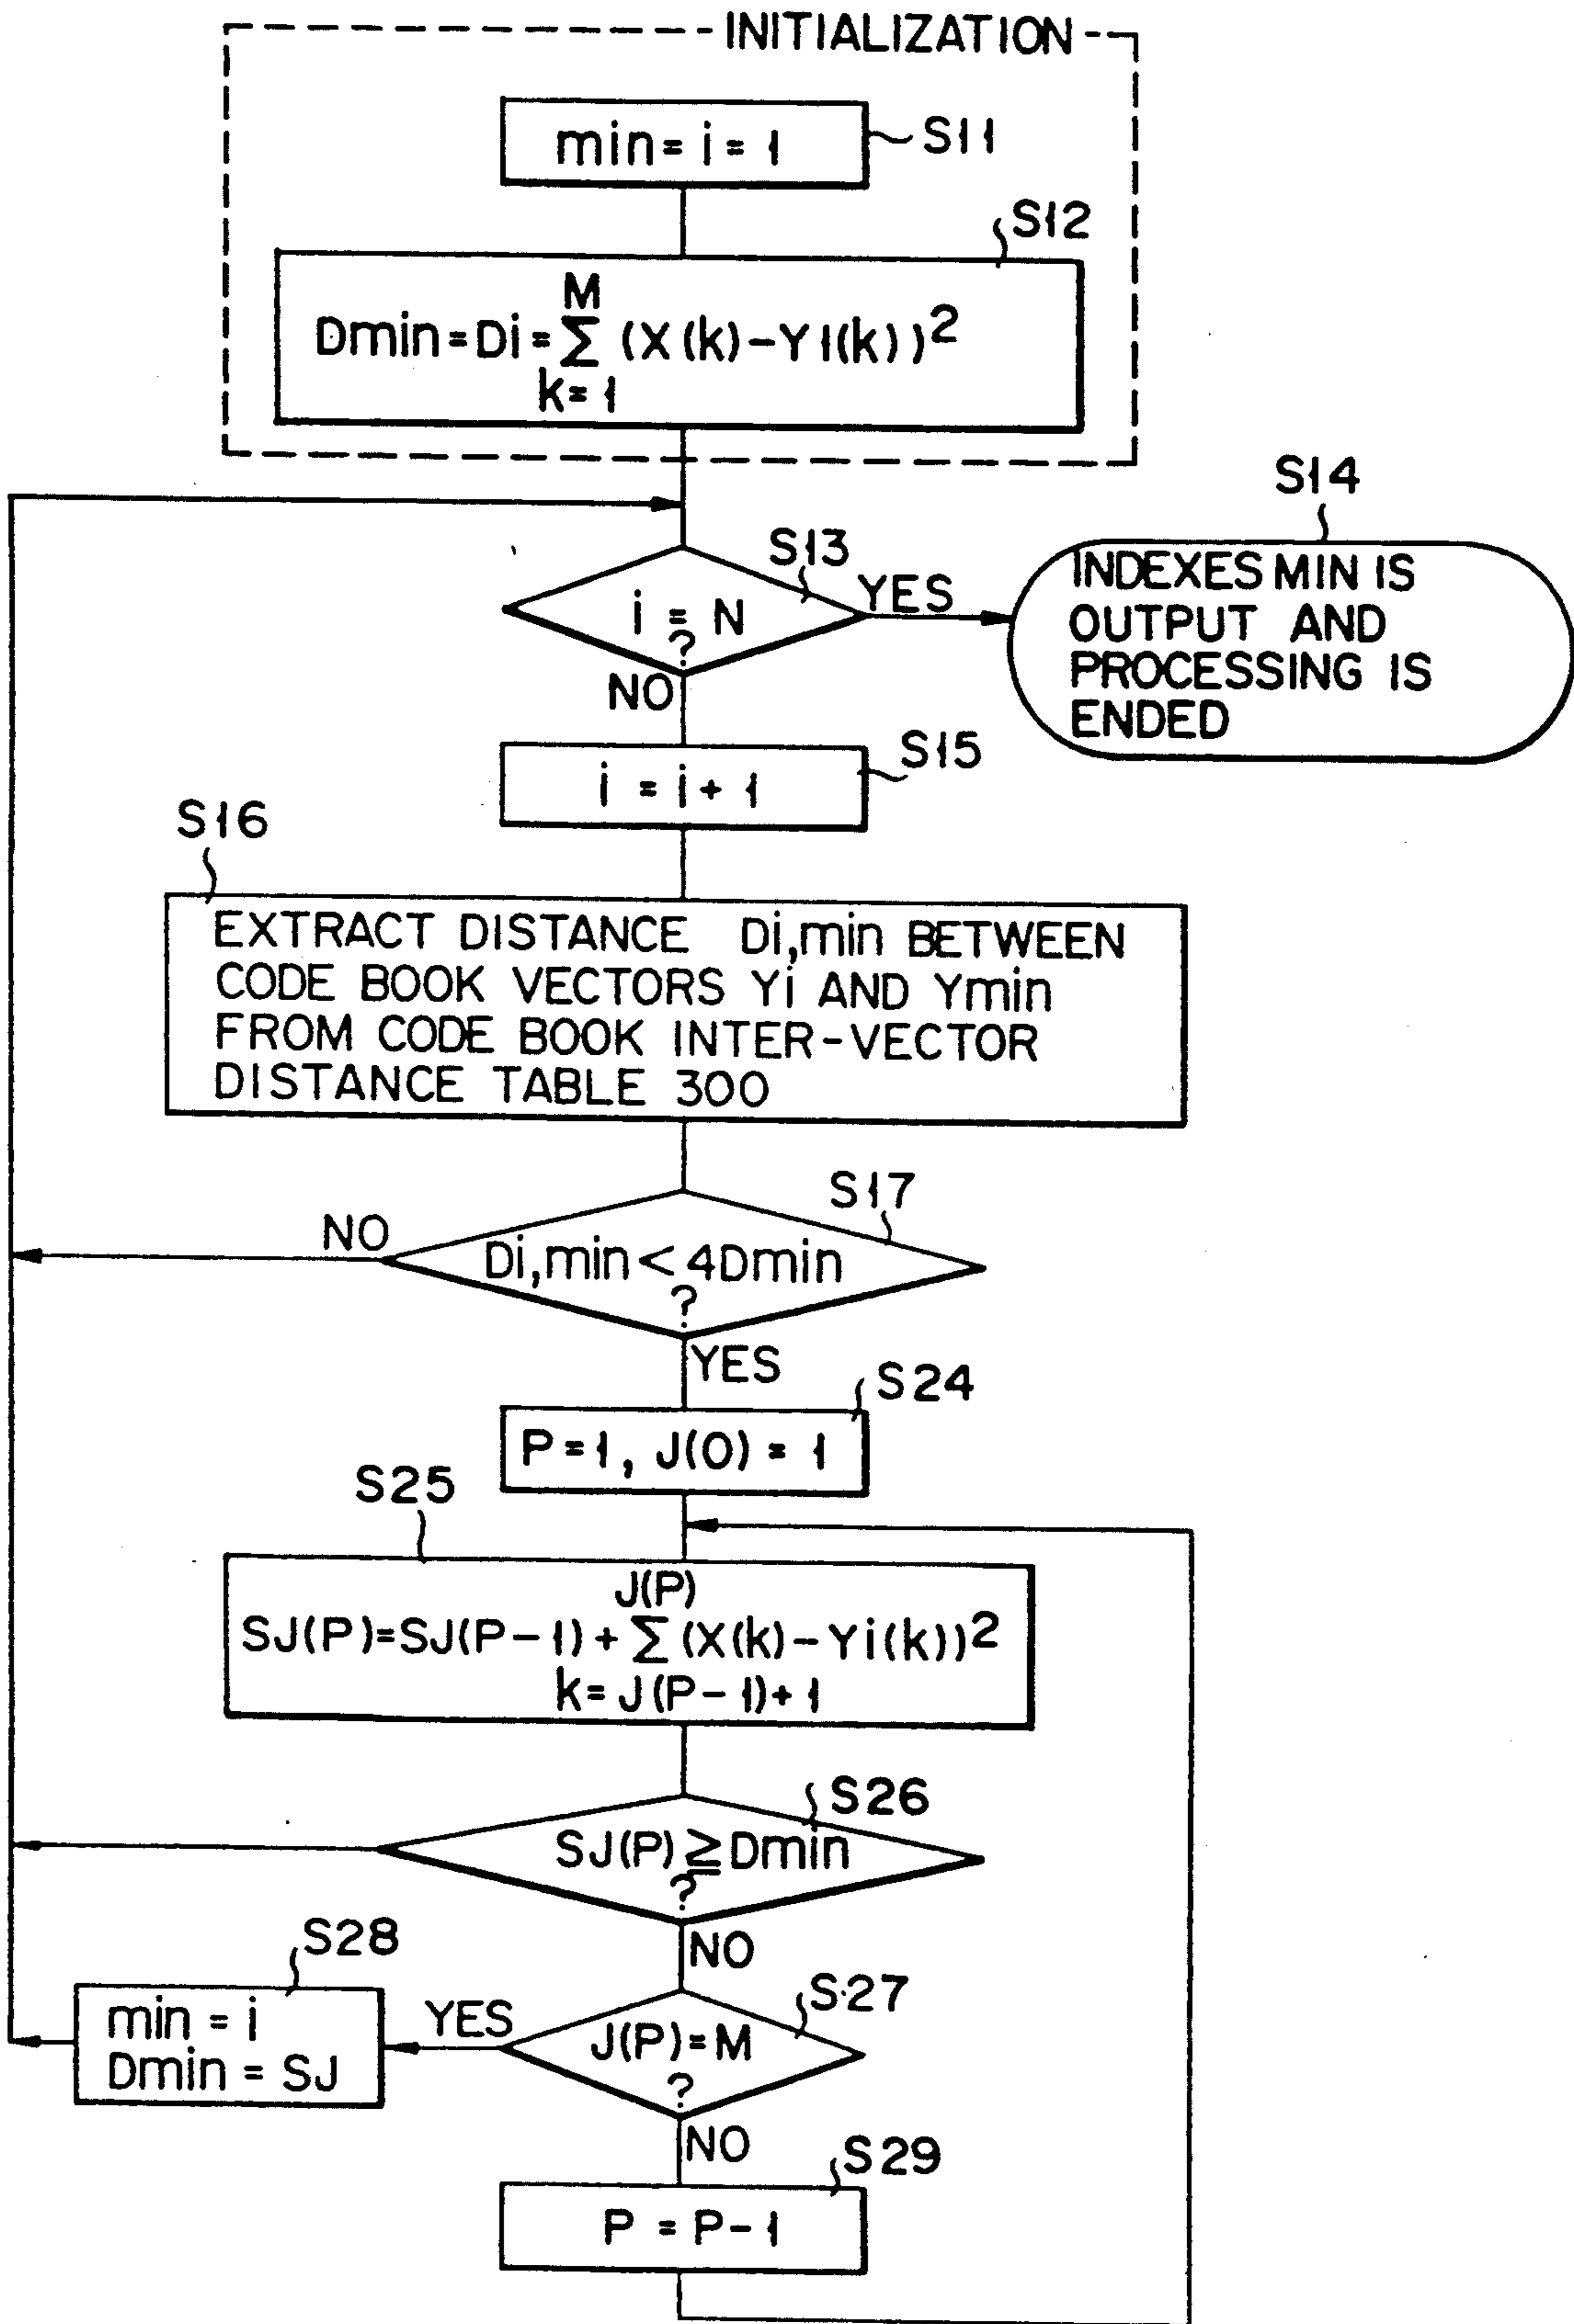 INITIALIZATION
min = i = 1
S11
S12
M
Dmin = Di = Σ (X(k) - Y1(k))²
k = 1
S13
i = N
?
YES
NO
S14
INDEXES MIN IS
OUTPUT AND
PROCESSING IS
ENDED
S15
i = i + 1
S16
EXTRACT DISTANCE Di,min BETWEEN
CODE BOOK VECTORS Yi AND Ymin
FROM CODE BOOK INTER-VECTOR
DISTANCE TABLE 300
S17
NO
Di,min < 4Dmin
?
YES
S24
P = 1, J(0) = 1
S25
J(P)
SJ(P) = SJ(P-1) + Σ (X(k) - Yi(k))²
k = J(P-1) + 1
S26
SJ(P) ≧ Dmin
?
NO
S28
min = i
Dmin = SJ
YES
S27
J(P) = M
?
NO
S29
P = P - 1